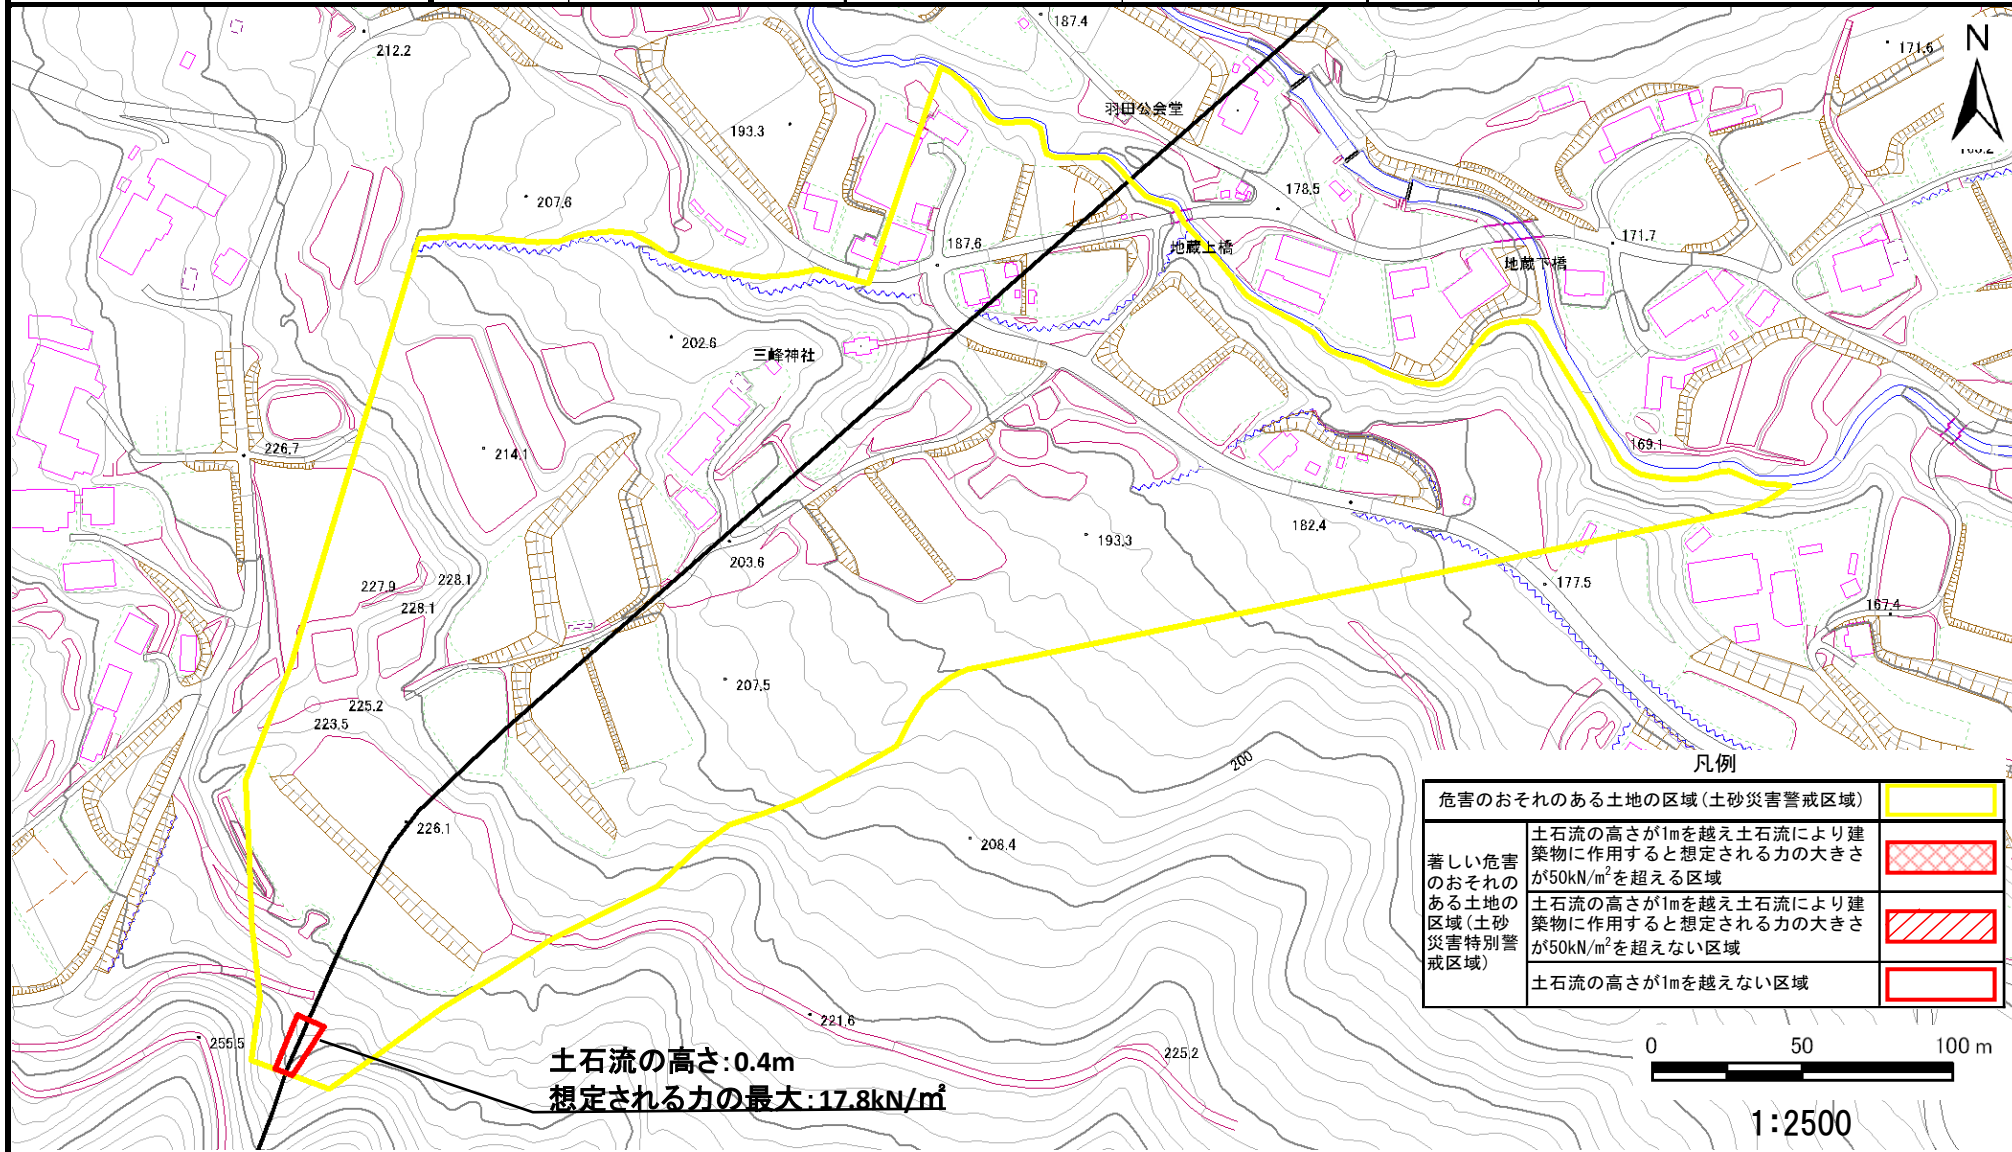 187.4
212.2
171.6
N
羽田公会堂
193.3
178.5
207.6
187.6
地蔵上橋
171.7
地蔵下橋
202.6
三峰神社
226.7
214.1
169.1
182.4
193.3
203.6
227.9
228.1
228.1
177.5
167.4
207.5
225.2
223.5
200
226.1
208.4
凡例
危害のおそれのある土地の区域(土砂災害警戒区域)
著しい危害
のおそれの
ある土地の
区域(土砂
災害特別警
戒区域)
土石流の高さが1mを越え土石流により建
築物に作用すると想定される力の大きさ
が50kN/m²を超える区域
土石流の高さが1mを越え土石流により建
築物に作用すると想定される力の大きさ
が50kN/m²を超えない区域
土石流の高さが1mを越えない区域
221.6
255.5
225.2
土石流の高さ:0.4m
想定される力の最大:17.8kN/㎡
0 50 100 m
1:2500